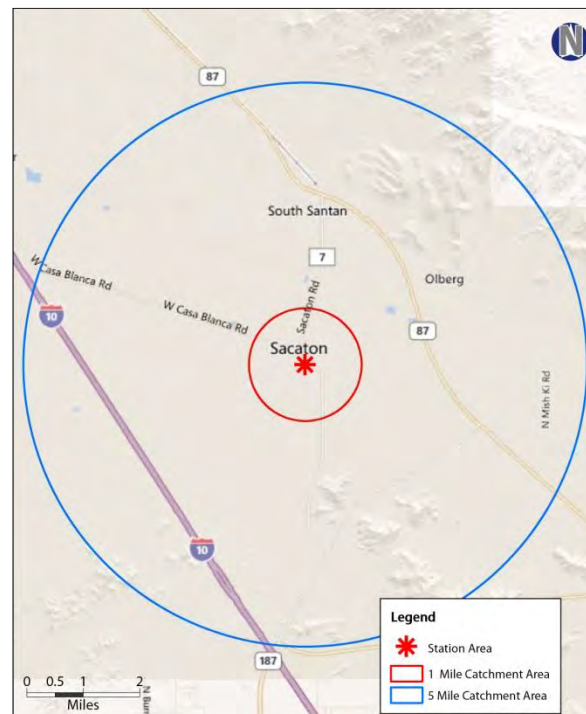 N
87
South Santan
7
W Casa Blanca Rd
Olberg
Sacaton Rd
W Casa Blanca Rd
10
87
Sacaton
N Mish Ki Rd
10
Legend
Station Area
1 Mile Catchment Area
5 Mile Catchment Area
187
0 0.5 1 2
Miles